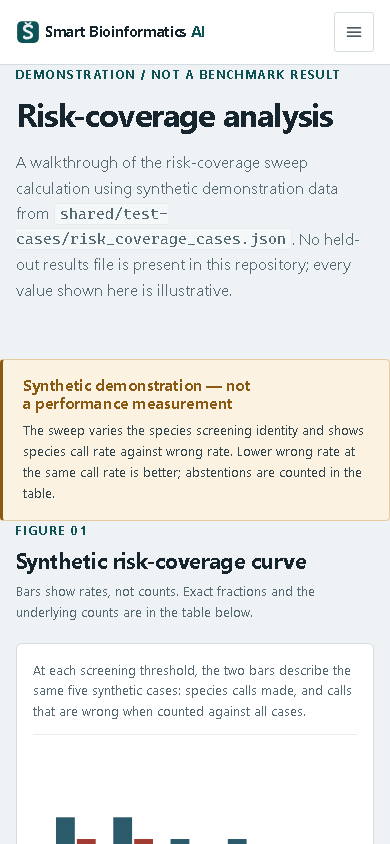 Š Smart Bioinformatics AI
DEMONSTRATION / NOT A BENCHMARK RESULT
Risk-coverage analysis
A walkthrough of the risk-coverage sweep
calculation using synthetic demonstration data
from shared/test-
cases/risk_coverage_cases.json. No held-
out results file is present in this repository; every
value shown here is illustrative.
Synthetic demonstration — not
a performance measurement
The sweep varies the species screening identity and shows
species call rate against wrong rate. Lower wrong rate at
the same call rate is better; abstentions are counted in the
table.
FIGURE 01
Synthetic risk-coverage curve
Bars show rates, not counts. Exact fractions and the
underlying counts are in the table below.
At each screening threshold, the two bars describe the
same five synthetic cases: species calls made, and calls
that are wrong when counted against all cases.